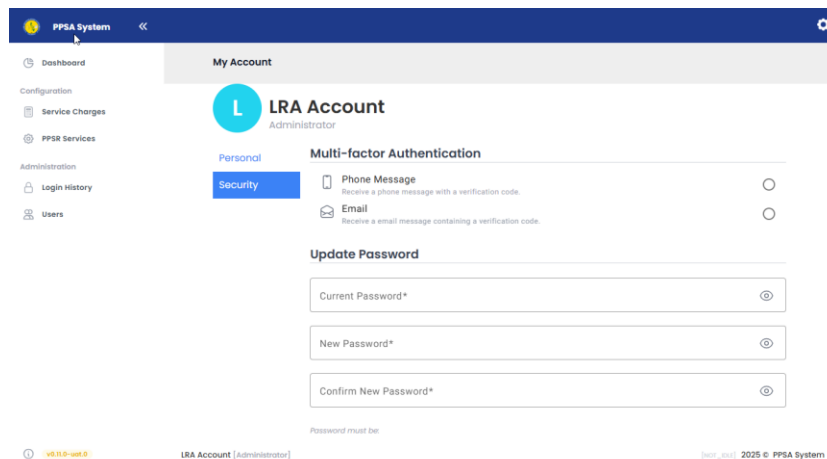 PPSA System
Dashboard
My Account
Configuration
Service Charges
PPSR Services
Administration
Login History
Users
L
LRA Account
Administrator
Personal
Security
Multi-factor Authentication
Phone Message
Receive a phone message with a verification code.
Email
Receive a email message containing a verification code.
Update Password
Current Password*
New Password*
Confirm New Password*
Password must be:
v0.11.0-uat.0
LRA Account [Administrator]
2025 © PPSA System